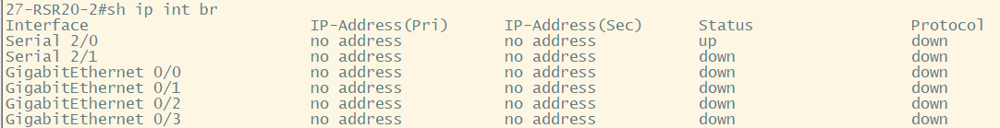 27-RSR20-2#sh ip int br
Interface IP-Address(Pri) IP-Address(Sec) Status Protocol
Serial 2/0 no address no address up down
Serial 2/1 no address no address down down
GigabitEthernet 0/0 no address no address down down
GigabitEthernet 0/1 no address no address down down
GigabitEthernet 0/2 no address no address down down
GigabitEthernet 0/3 no address no address down down